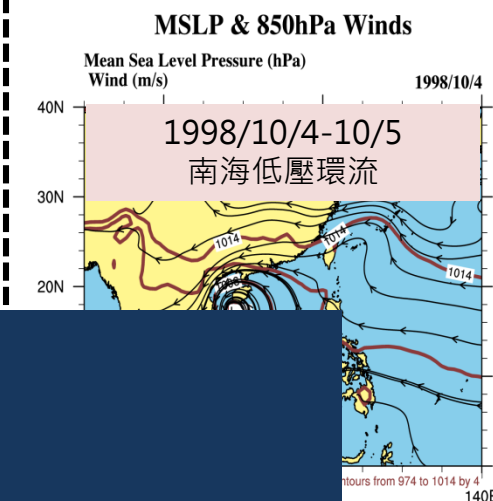 MSLP & 850hPa Winds
Mean Sea Level Pressure (hPa)
Wind (m/s)
1998/10/4
40N
1998/10/4-10/5
南海低壓環流
30N
1014
1014
1014
20N
ntours from 974 to 1014 by 4
140E